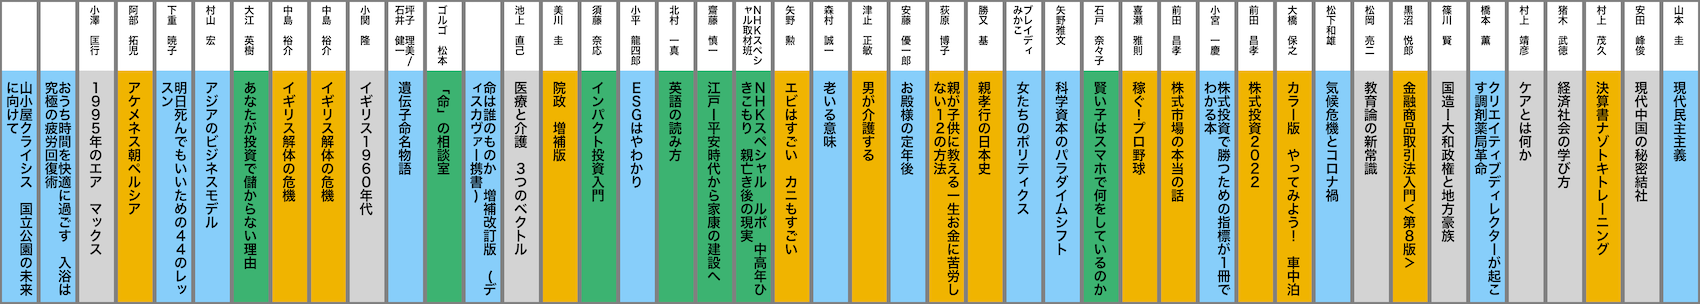 山本 圭
現代民主主義
安田 峰俊
現代中国の秘密結社
村上 茂久
決算書ナゾトキトレーニング
猪木 武徳
経済社会の学び方
村上 靖彦
ケアとは何か
橋本 薫
クリエイティブディレクターが起こ
す調剤薬局革命
篠川 賢
国造ー大和政権と地方豪族
黒沼 悦郎
金融商品取引法入門<第8版>
松岡 亮二
教育論の新常識
松下和雄
気候危機とコロナ禍
大橋 保之
カラー版 やってみよう! 車中泊
前田 昌孝
株式投資2022
小宮 一慶
株式投資で勝つための指標が1冊で
わかる本
前田 昌孝
株式市場の本当の話
喜瀬 雅則
稼ぐ!プロ野球
石戸 奈々子
賢い子はスマホで何をしているのか
矢野雅文
科学資本のパラダイムシフト
ブレイディ
みかこ
女たちのポリティクス
勝又 基
親孝行の日本史
荻原 博子
親が子供に教える一生お金に苦労し
ない12の方法
安藤 優一郎
お殿様の定年後
津止 正敏
男が介護する
森村 誠一
老いる意味
矢野 勲
エビはすごい カニもすごい
NHKスペシ
ャル取材班
NHKスペシャル ルポ 中高年ひ
きこもり 親亡き後の現実
齋藤 慎一
江戸ー平安時代から家康の建設へ
北村 一真
英語の読み方
小平 龍四郎
ESGはやわかり
須藤 奈応
インパクト投資入門
美川 圭
院政 増補版
池上 直己
医療と介護 3つのベクトル
命は誰のものか 増補改訂版 (デ
ィスカヴァー携書)
ゴルゴ 松本
「命」の相談室
坪子 理美/
石井 健一
遺伝子命名物語
小関 隆
イギリス1960年代
中島 裕介
イギリス解体の危機
中島 裕介
イギリス解体の危機
大江 英樹
あなたが投資で儲からない理由
村山 宏
アジアのビジネスモデル
下重 暁子
明日死んでもいいための44のレッ
スン
阿部 拓児
アケメネス朝ペルシア
小澤 匡行
1995年のエア マックス
おうち時間を快適に過ごす 入浴は
究極の疲労回復術
山小屋クライシス 国立公園の未来
に向けて